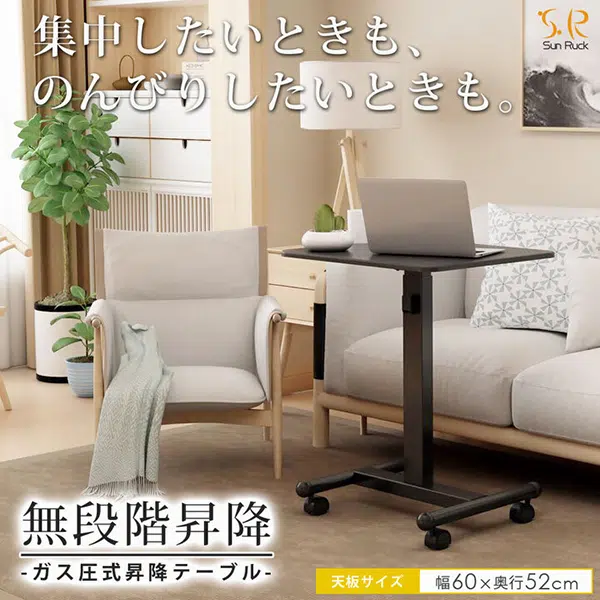 S.R
Sun Ruck
集中したいときも、
のんびりしたいときも。
無段階昇降
-ガス圧式昇降テーブル-
天板サイズ 幅60×奥行52cm